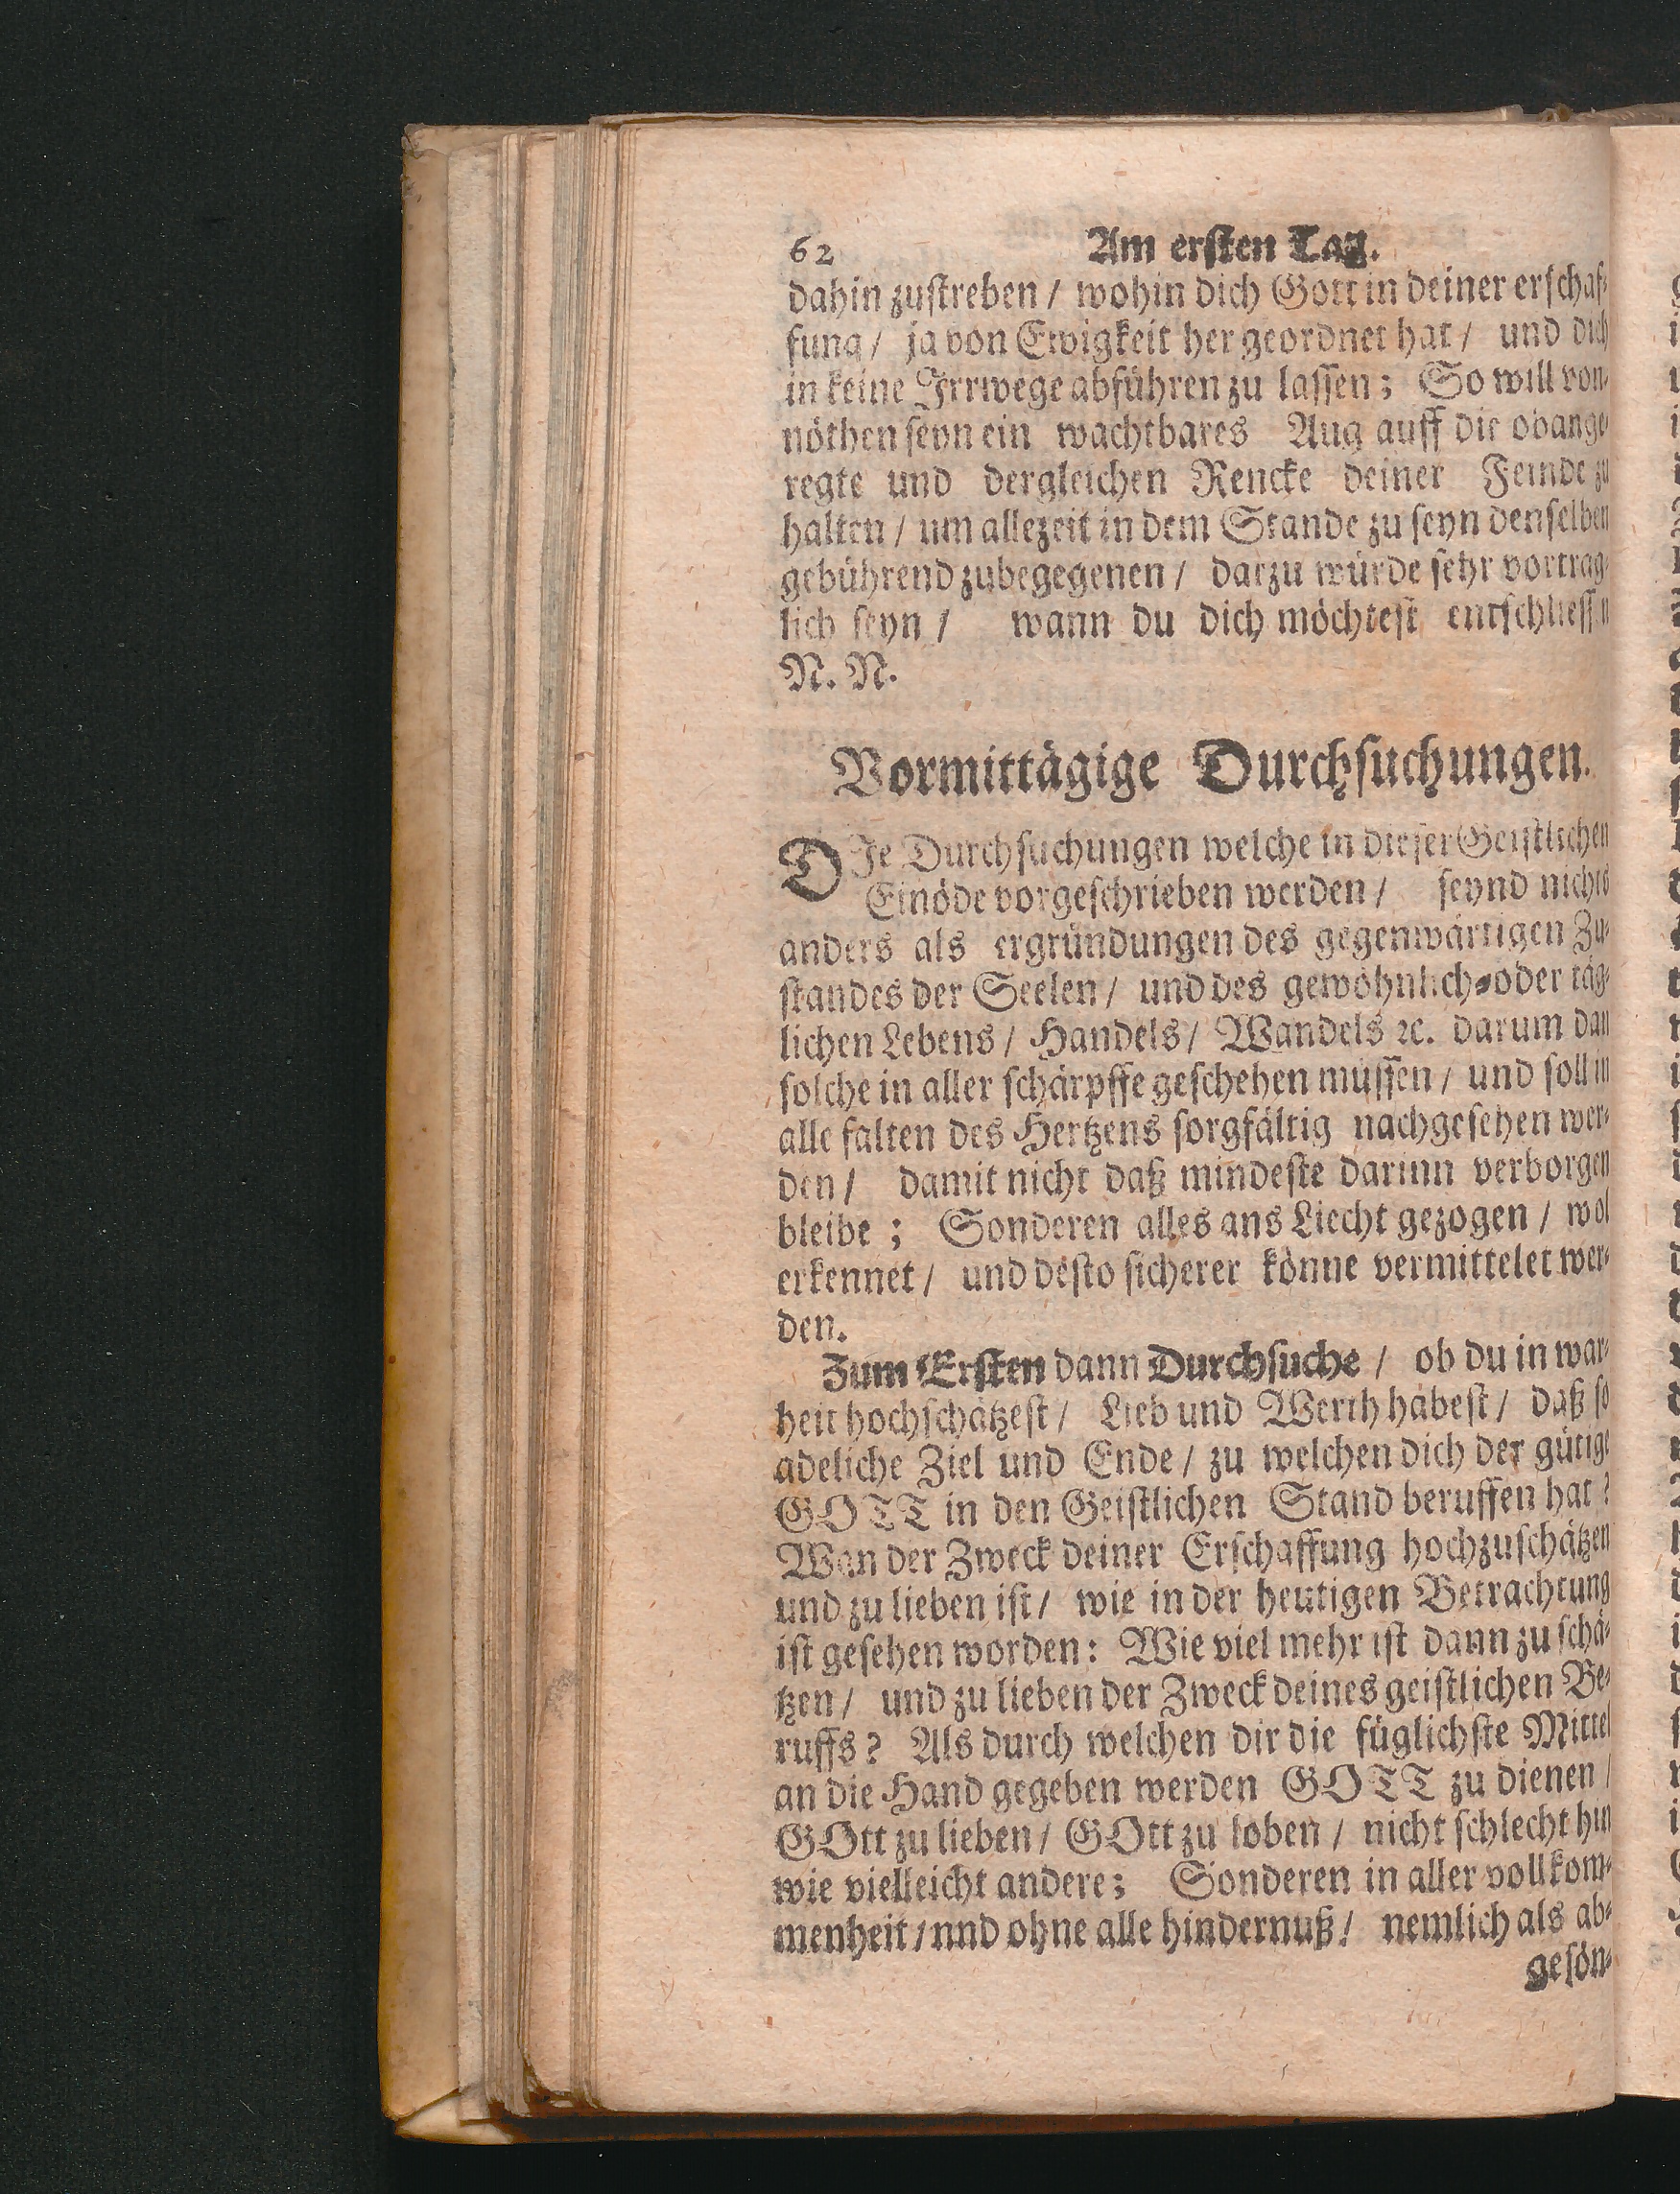 62 Am ersten Tag.
dahin zustreben / wohin dich Gott in deiner erschaf-
fung / ja von Ewigkeit her geordnet hat / und dich
in keine Irrwege abführen zu lassen; So will von-
nöthen seyn ein wachtbares Aug auff die obange-
regte und dergleichen Rencke deiner Feinde zu
halten / um allezeit in dem Stande zu seyn denselben
gebührend zubegegenen / darzu würde sehr vortrag-
lich seyn / wann du dich möchtest entschliessen
N. N.
Vormittägige Durchsuchungen.
DIe Durchsuchungen welche in dieser Geistlichen
Einöde vorgeschrieben werden / seynd nichts
anders als ergründungen des gegenwärtigen Zu-
standes der Seelen / und des gewöhnlich-oder täg-
lichen Lebens / Handels / Wandels ꝛc. darum dan
solche in aller schärpffe geschehen müssen / und soll in
alle falten des Hertzens sorgfältig nachgesehen wer-
den / damit nicht daß mindeste darinn verborgen
bleibe ; Sonderen alles ans Liecht gezogen / wol
erkennet / und desto sicherer könne vermittelet wer-
den.
Zum Ersten dann Durchsuche / ob du in war-
heit hochschätzest / Lieb und Werth habest / daß so
adeliche Ziel und Ende / zu welchen dich der gütige
GOTT in den Geistlichen Stand beruffen hat ?
Wan der Zweck deiner Erschaffung hochzuschätzen
und zu lieben ist / wie in der heutigen Betrachtung
ist gesehen worden: Wie viel mehr ist dann zu schä-
tzen / und zu lieben der Zweck deines geistlichen Be-
ruffs? Als durch welchen dir die füglichste Mittel
an die Hand gegeben werden GOTT zu dienen /
GOtt zu lieben / GOtt zu loben / nicht schlecht hin
wie vielleicht andere; Sonderen in aller vollkom-
menheit / nnd ohne alle hindernuß / nemlich als ab-
gesön-